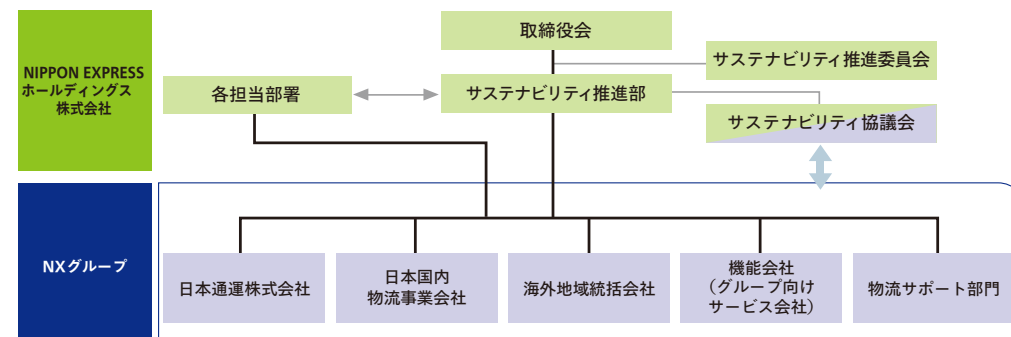 NIPPON EXPRESS
ホールディングス
株式会社
取締役会
サステナビリティ推進委員会
各担当部署
サステナビリティ推進部
サステナビリティ協議会
NXグループ
日本通運株式会社
日本国内
物流事業会社
海外地域統括会社
機能会社
（グループ向け
サービス会社）
物流サポート部門